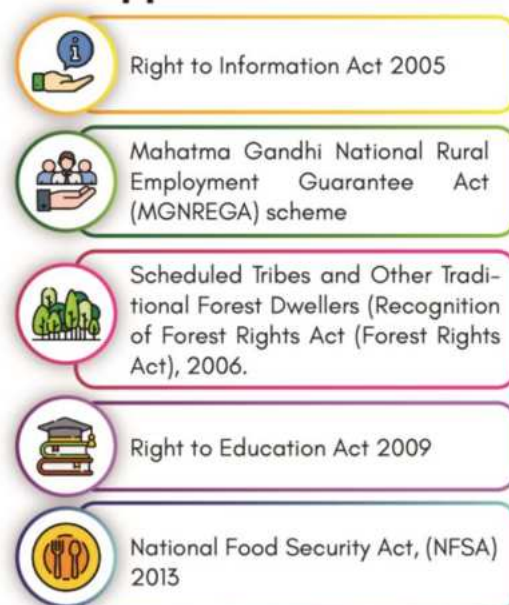 Right to Information Act 2005
Mahatma Gandhi National Rural
Employment Guarantee Act
(MGNREGA) scheme
Scheduled Tribes and Other Tradi-
tional Forest Dwellers (Recognition
of Forest Rights Act (Forest Rights
Act), 2006.
Right to Education Act 2009
National Food Security Act, (NFSA)
2013